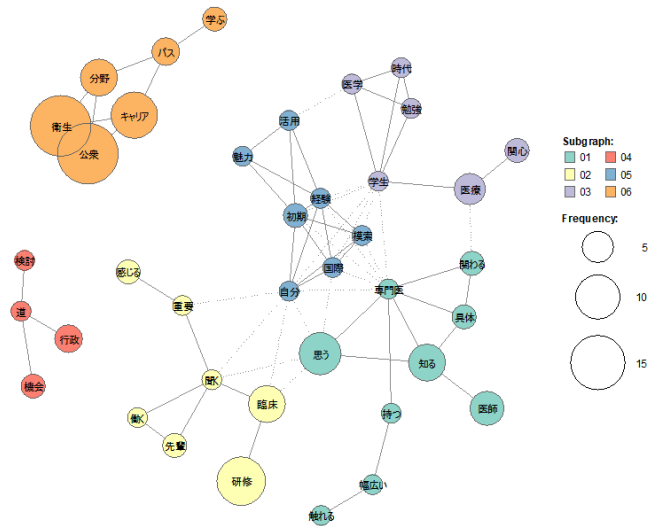 学ぶ
パス
分野
キャリア
衛生
公衆
時代
医学
勉強
活用
魅力
関心
学生
医療
経験
初期
模索
国際
関わる
自分
専門医
検討
感じる
道
重要
具体
行政
思う
知る
機会
聞く
臨床
医師
働く
持つ
先輩
研修
幅広い
触れる
Subgraph:
01 04
02 05
03 06
Frequency:
5
10
15